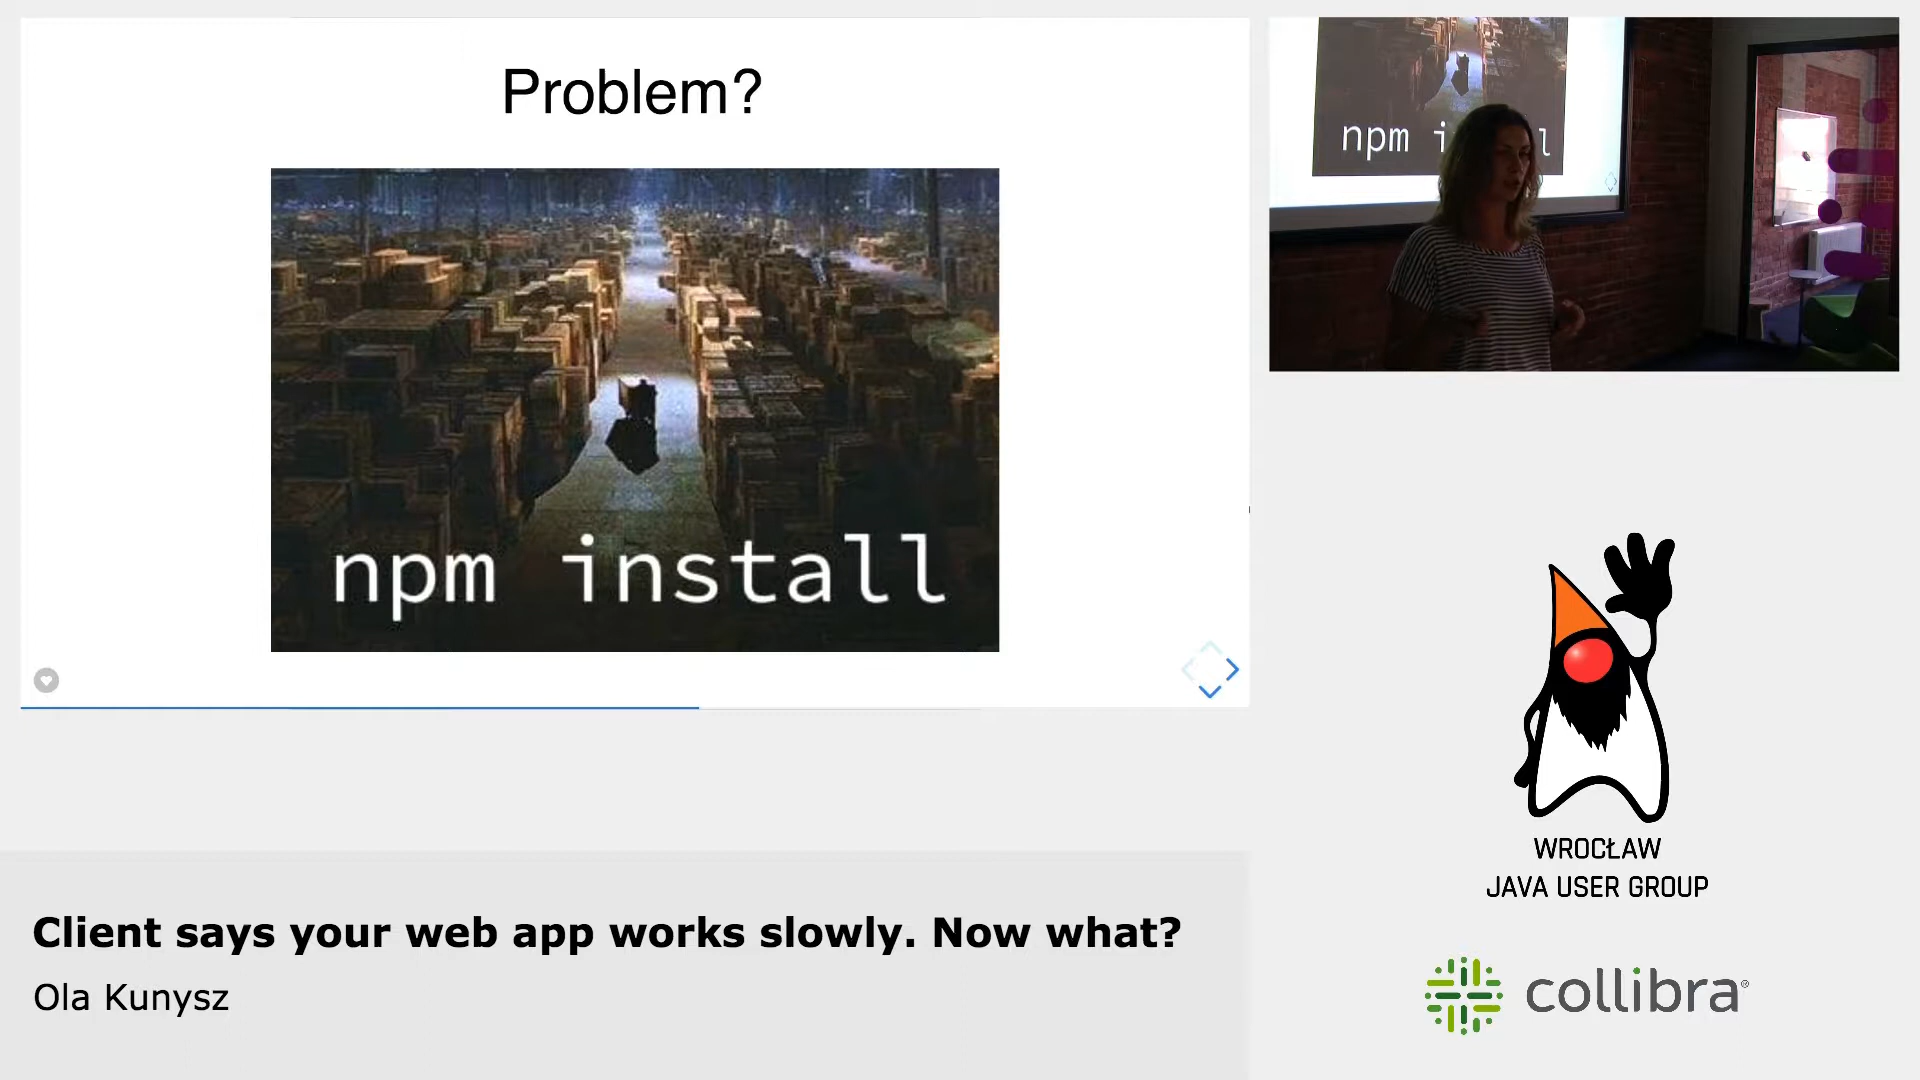 Problem?
npm install
npm i
l
WROCŁAW
JAVA USER GROUP
Client says your web app works slowly. Now what?
Ola Kunysz
collibra®